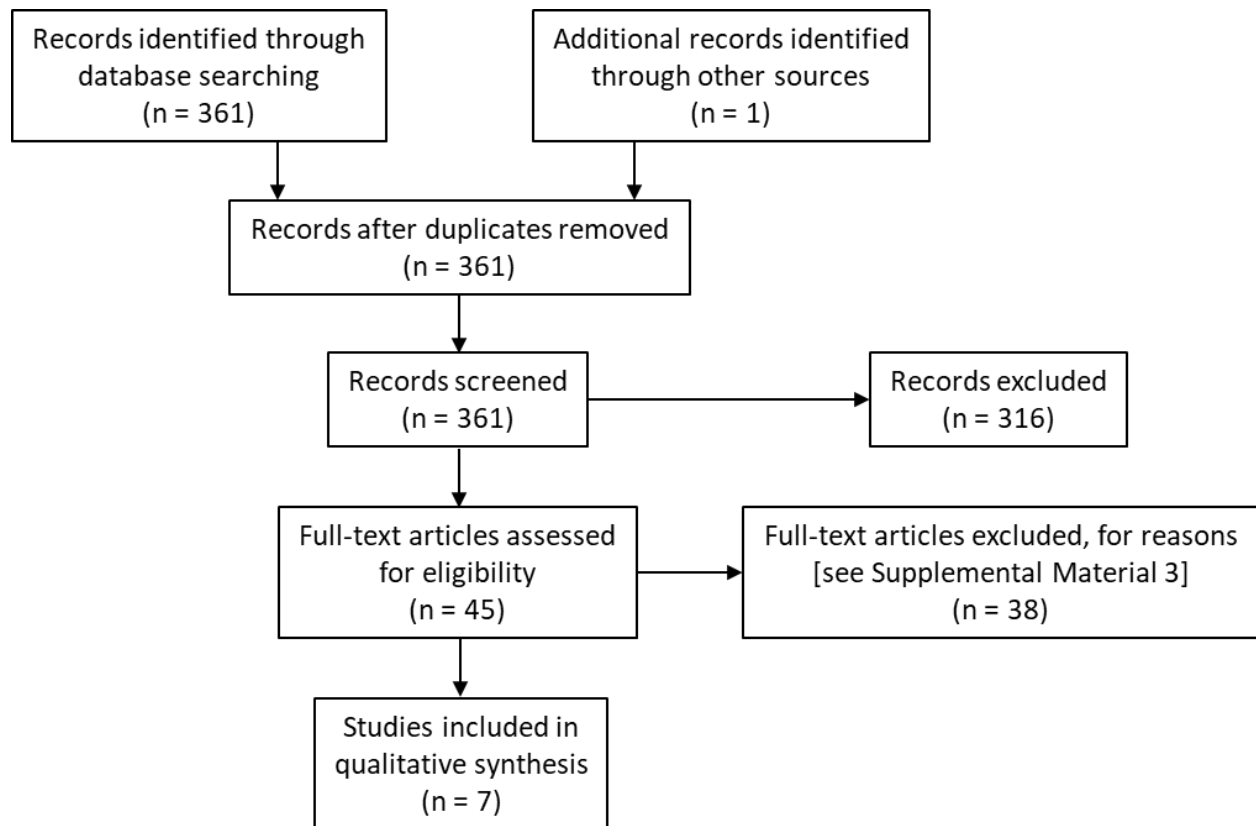 Records identified through
database searching
(n = 361)
Additional records identified
through other sources
(n = 1)
Records after duplicates removed
(n = 361)
Records screened
(n = 361)
Records excluded
(n = 316)
Full-text articles assessed
for eligibility
(n = 45)
Full-text articles excluded, for reasons
[see Supplemental Material 3]
(n = 38)
Studies included in
qualitative synthesis
(n = 7)